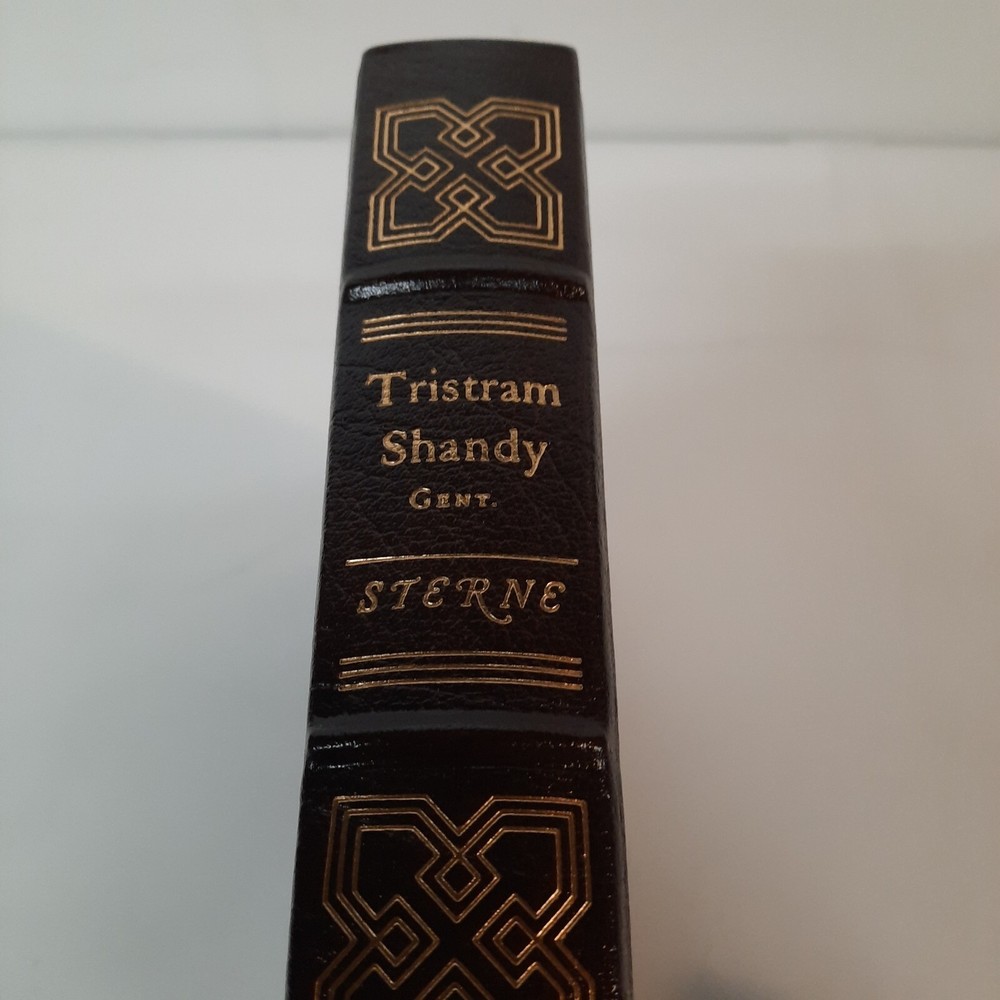 Tristram
Shandy
GENT.
STERNE